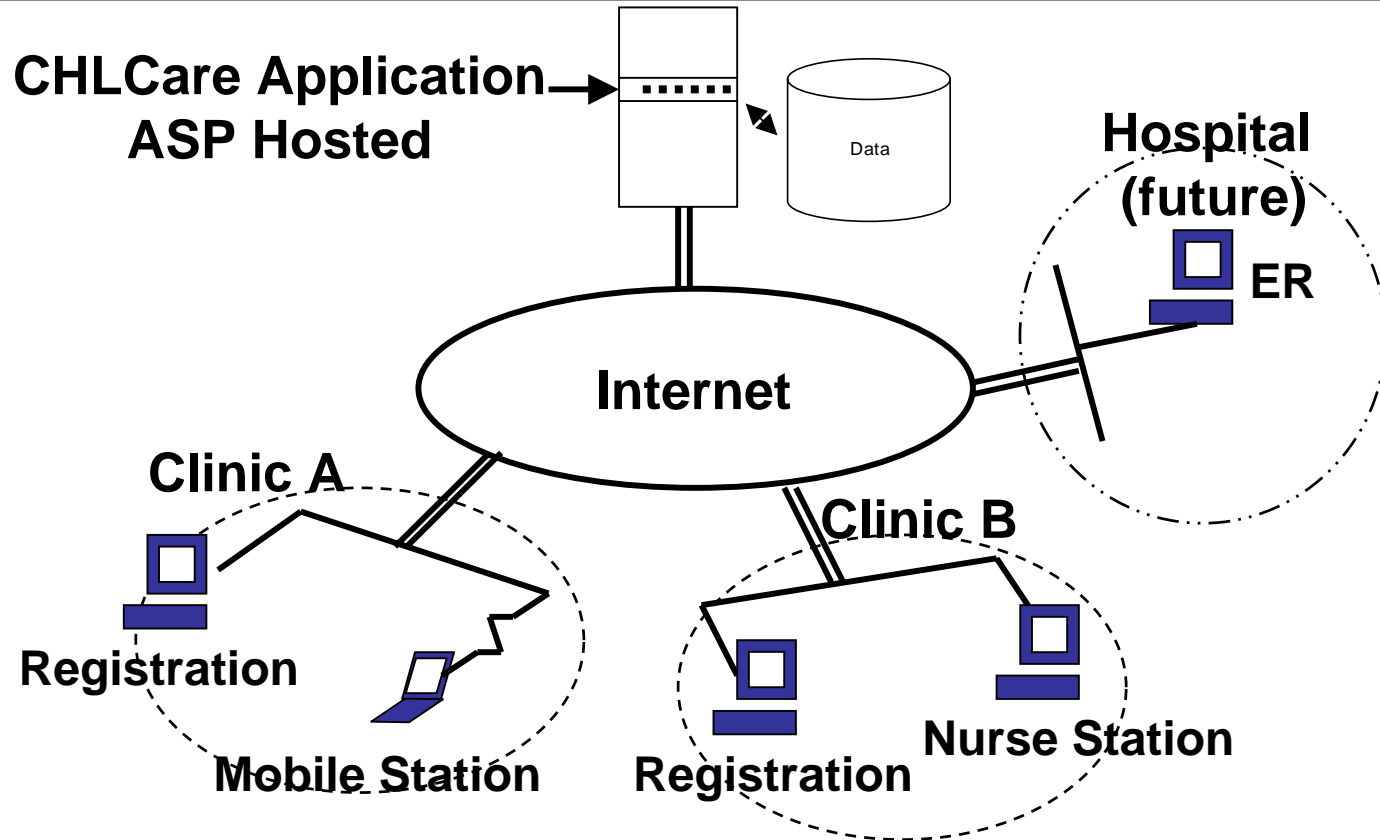 CHLCare Application
ASP Hosted
Data
Hospital
(future)
ER
Internet
Clinic A
Clinic B
Registration
Mobile Station
Registration
Nurse Station